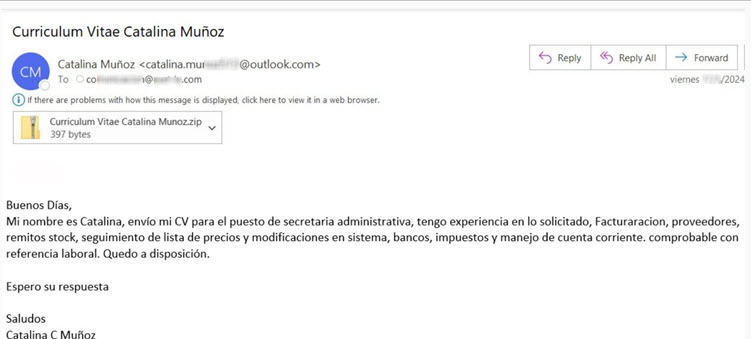 Curriculum Vitae Catalina Muñoz
CM
Catalina Muñoz <catalina.mu @outlook.com>
Reply
Reply All
Forward
To co @ .com>
viernes /2024
If there are problems with how this message is displayed, click here to view it in a web browser.
Curriculum Vitae Catalina Munoz.zip
397 bytes
Buenos Días,
Mi nombre es Catalina, envío mi CV para el puesto de secretaria administrativa, tengo experiencia en lo solicitado, Facturaracion, proveedores,
remitos stock, seguimiento de lista de precios y modificaciones en sistema, bancos, impuestos y manejo de cuenta corriente. comprobable con
referencia laboral. Quedo a disposición.
Espero su respuesta
Saludos
Catalina C Muñoz